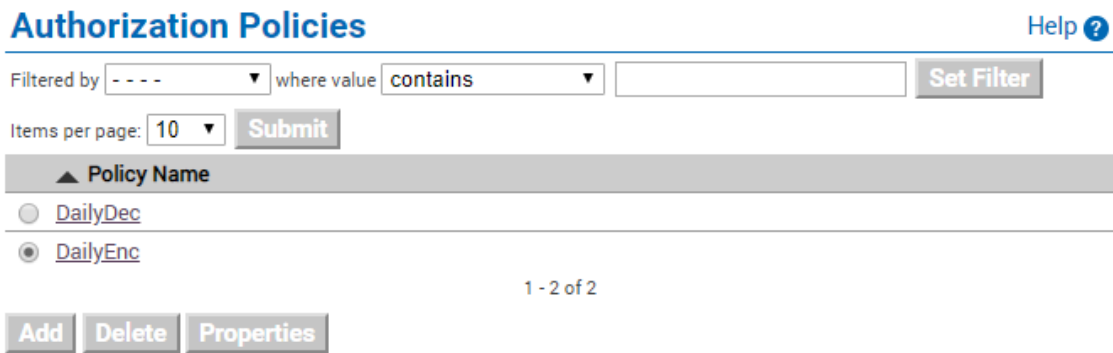 Authorization Policies Help ?
Filtered by - - - - where value contains Set Filter
Items per page: 10 Submit
Policy Name
DailyDec
DailyEnc
1 - 2 of 2
Add Delete Properties